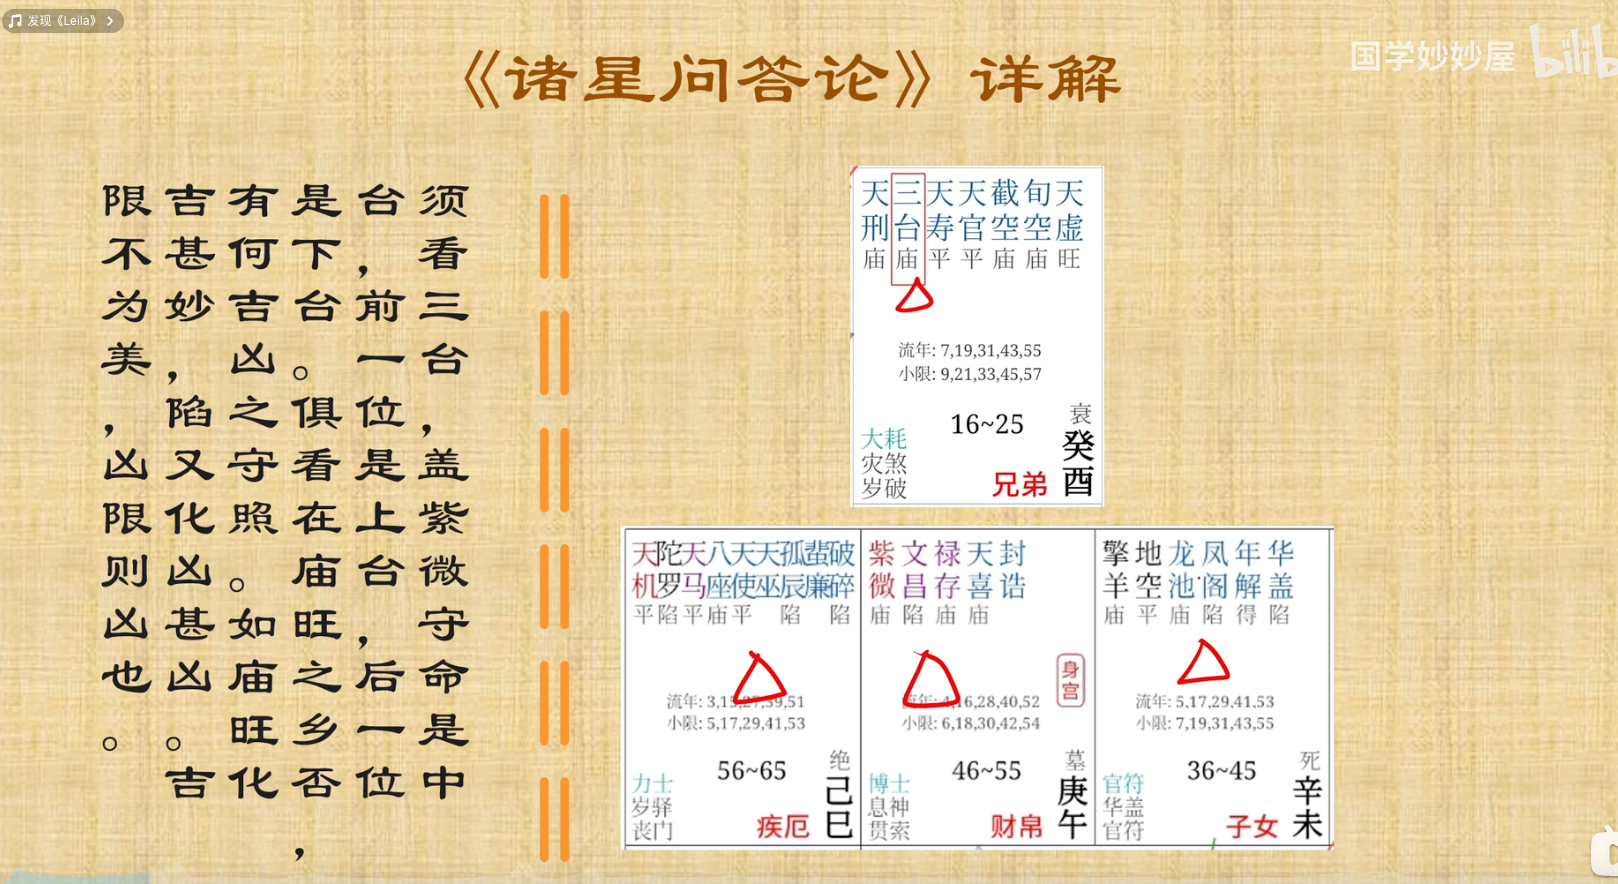 发现《Leila》
国学妙妙屋
bilib
《诸星问答论》详解
须看三台，盖紫微守命是中
台，前一位是上台，后一位
是下台。俱看在庙旺之乡否，
有何吉凶之守照。如庙旺化
吉甚妙，陷又化凶甚凶。吉
限不为美，凶限则凶也。
天三天天截旬天
刑台寿官空空虚
庙庙平平庙庙旺
流年: 7,19,31,43,55
小限: 9,21,33,45,57
大耗
灾煞
岁破
16~25
兄弟
衰
癸酉
天陀天八天天孤蜚破
机罗马座使巫辰廉碎
平陷平庙平 陷 陷
流年: 3,15,27,39,51
小限: 5,17,29,41,53
力士
岁驿
丧门
56~65
疾厄
绝
己巳
紫文禄天封
微昌存喜诰
庙陷庙庙
身宫
流年: 4,16,28,40,52
小限: 6,18,30,42,54
博士
息神
贯索
46~55
财帛
墓
庚午
擎地龙凤年华
羊空池阁解盖
庙平庙陷得陷
流年: 5,17,29,41,53
小限: 7,19,31,43,55
官符
华盖
官符
36~45
子女
死
辛未